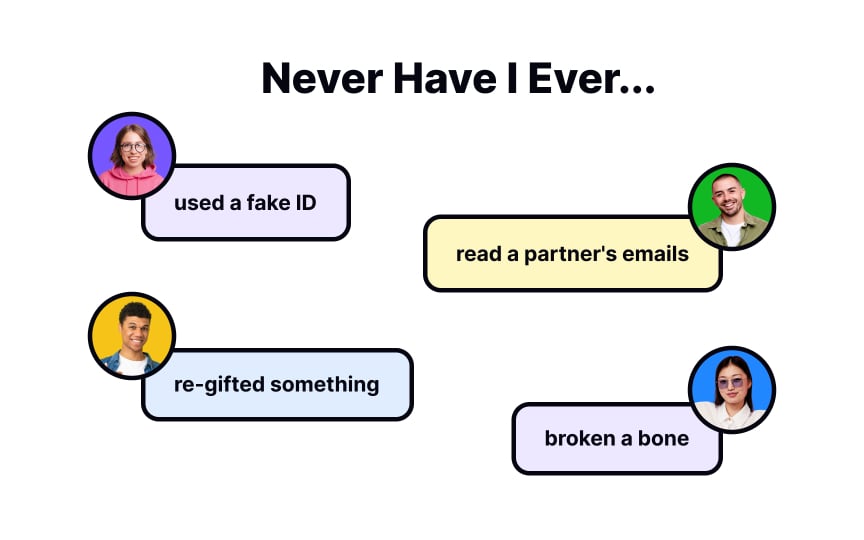 Never Have I Ever...
used a fake ID
read a partner's emails
re-gifted something
broken a bone